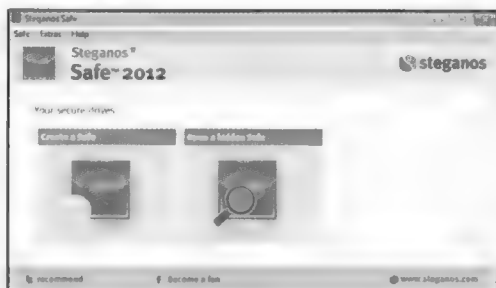 Steganos Safe
Safe Extras Help
Steganos®
Safe™ 2012
steganos
Your secure drives
Create a Safe
Open a hidden Safe
recommend
Become a fan
www.steganos.com